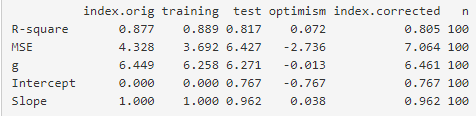 index.orig training test optimism index.corrected n
R-square 0.877 0.889 0.817 0.072 0.805 100
MSE 4.328 3.692 6.427 -2.736 7.064 100
g 6.449 6.258 6.271 -0.013 6.461 100
Intercept 0.000 0.000 0.767 -0.767 0.767 100
Slope 1.000 1.000 0.962 0.038 0.962 100